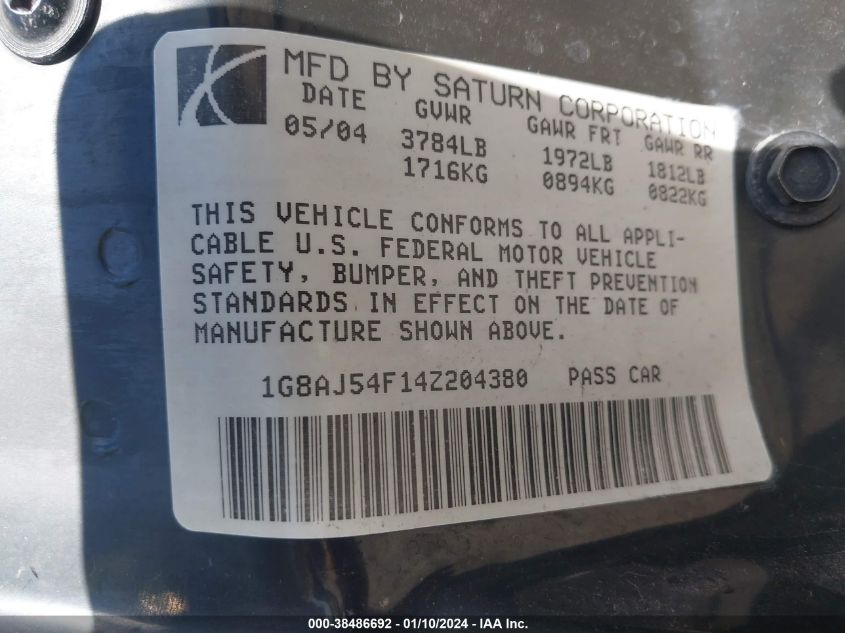 MFD BY SATURN CORPORATION
DATE GVWR GAWR FRT GAWR RR
05/04 3784LB 1972LB 1812LB
1716KG 0894KG 0822KG
THIS VEHICLE CONFORMS TO ALL APPLI-
CABLE U.S. FEDERAL MOTOR VEHICLE
SAFETY, BUMPER, AND THEFT PREVENTION
STANDARDS IN EFFECT ON THE DATE OF
MANUFACTURE SHOWN ABOVE.
1G8AJ54F14Z204380 PASS CAR
000-38486692 - 01/10/2024 - IAA Inc.